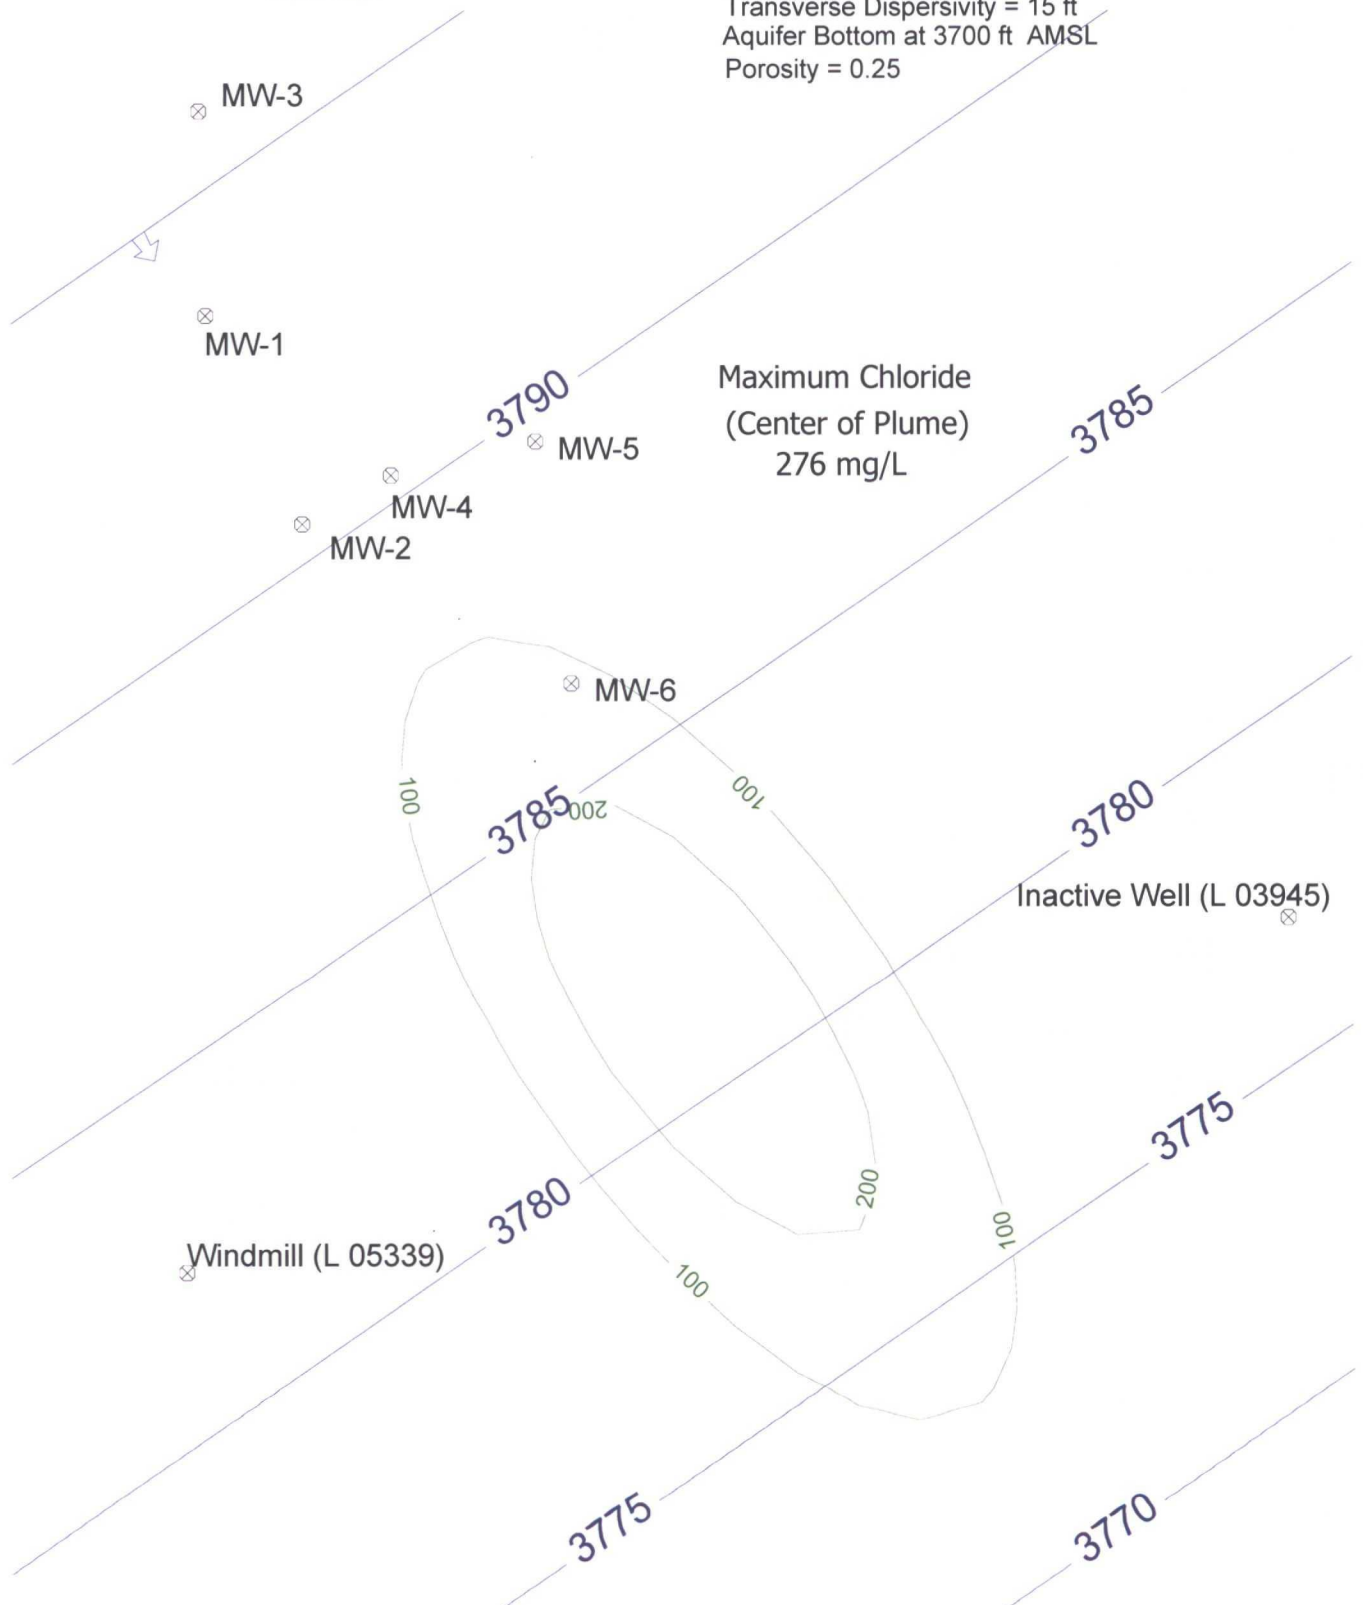 Transverse Dispersivity = 15 ft
Aquifer Bottom at 3700 ft AMSL
Porosity = 0.25
MW-3
MW-1
3790
Maximum Chloride
(Center of Plume)
276 mg/L
3785
MW-5
MW-4
MW-2
MW-6
100
3785
200
100
3780
Inactive Well (L 03945)
3775
200
3780
100
Windmill (L 05339)
100
3775
3770